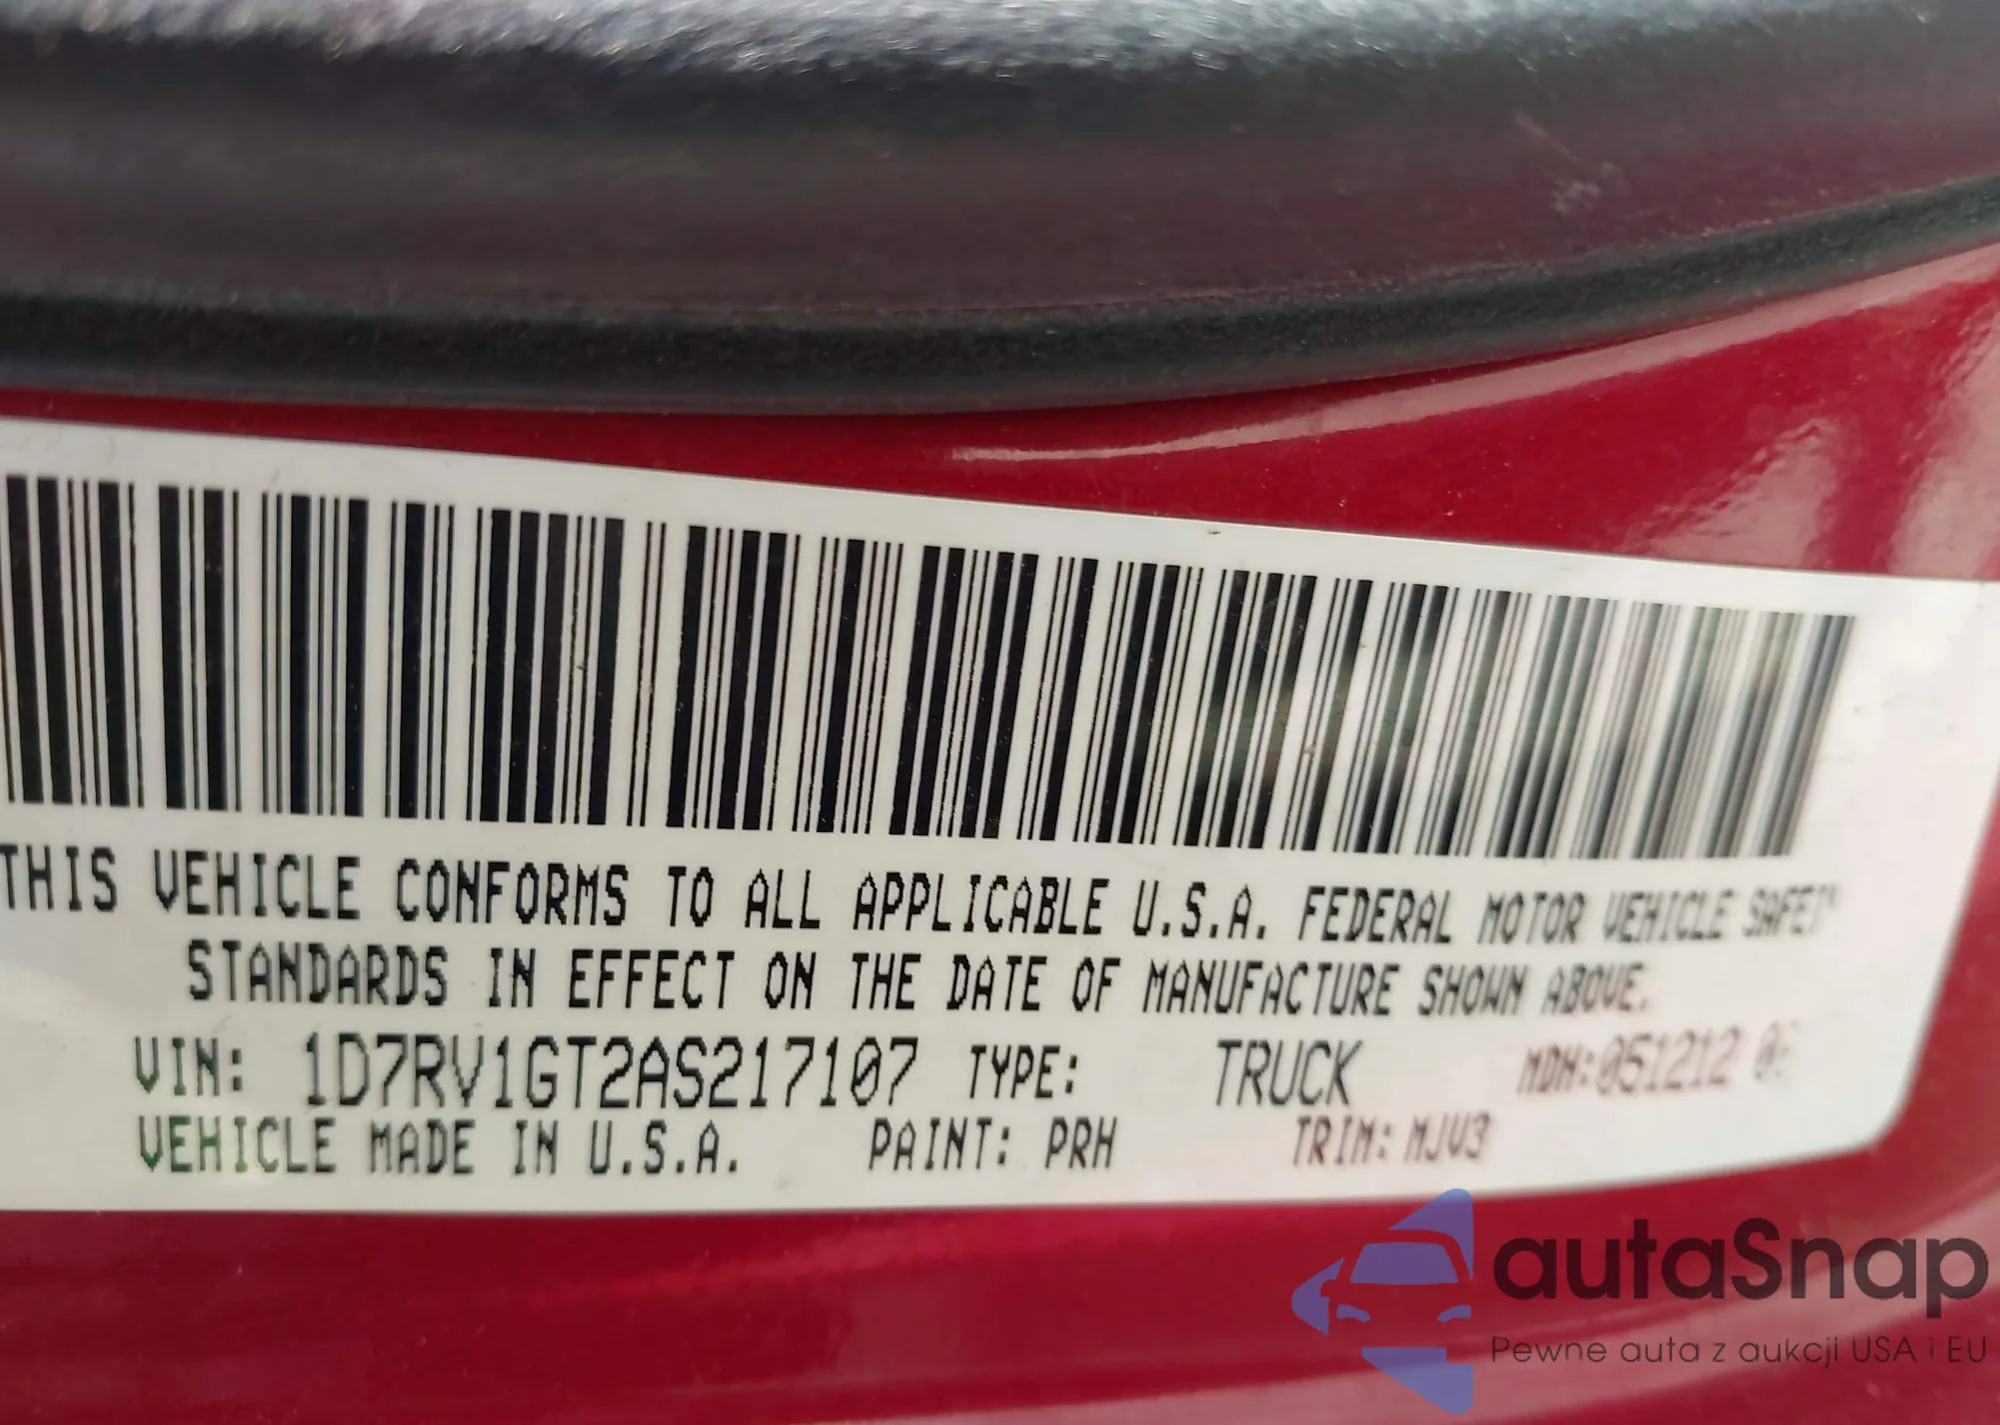 THIS VEHICLE CONFORMS TO ALL APPLICABLE U.S.A. FEDERAL MOTOR VEHICLE SAFETY
STANDARDS IN EFFECT ON THE DATE OF MANUFACTURE SHOWN ABOVE.
VIN: 1D7RV1GT2AS217107 TYPE: TRUCK MDH:051212
VEHICLE MADE IN U.S.A. PAINT: PRH TRIM: MJV3
autaSnap
Pewne auta z aukcji USA i EU